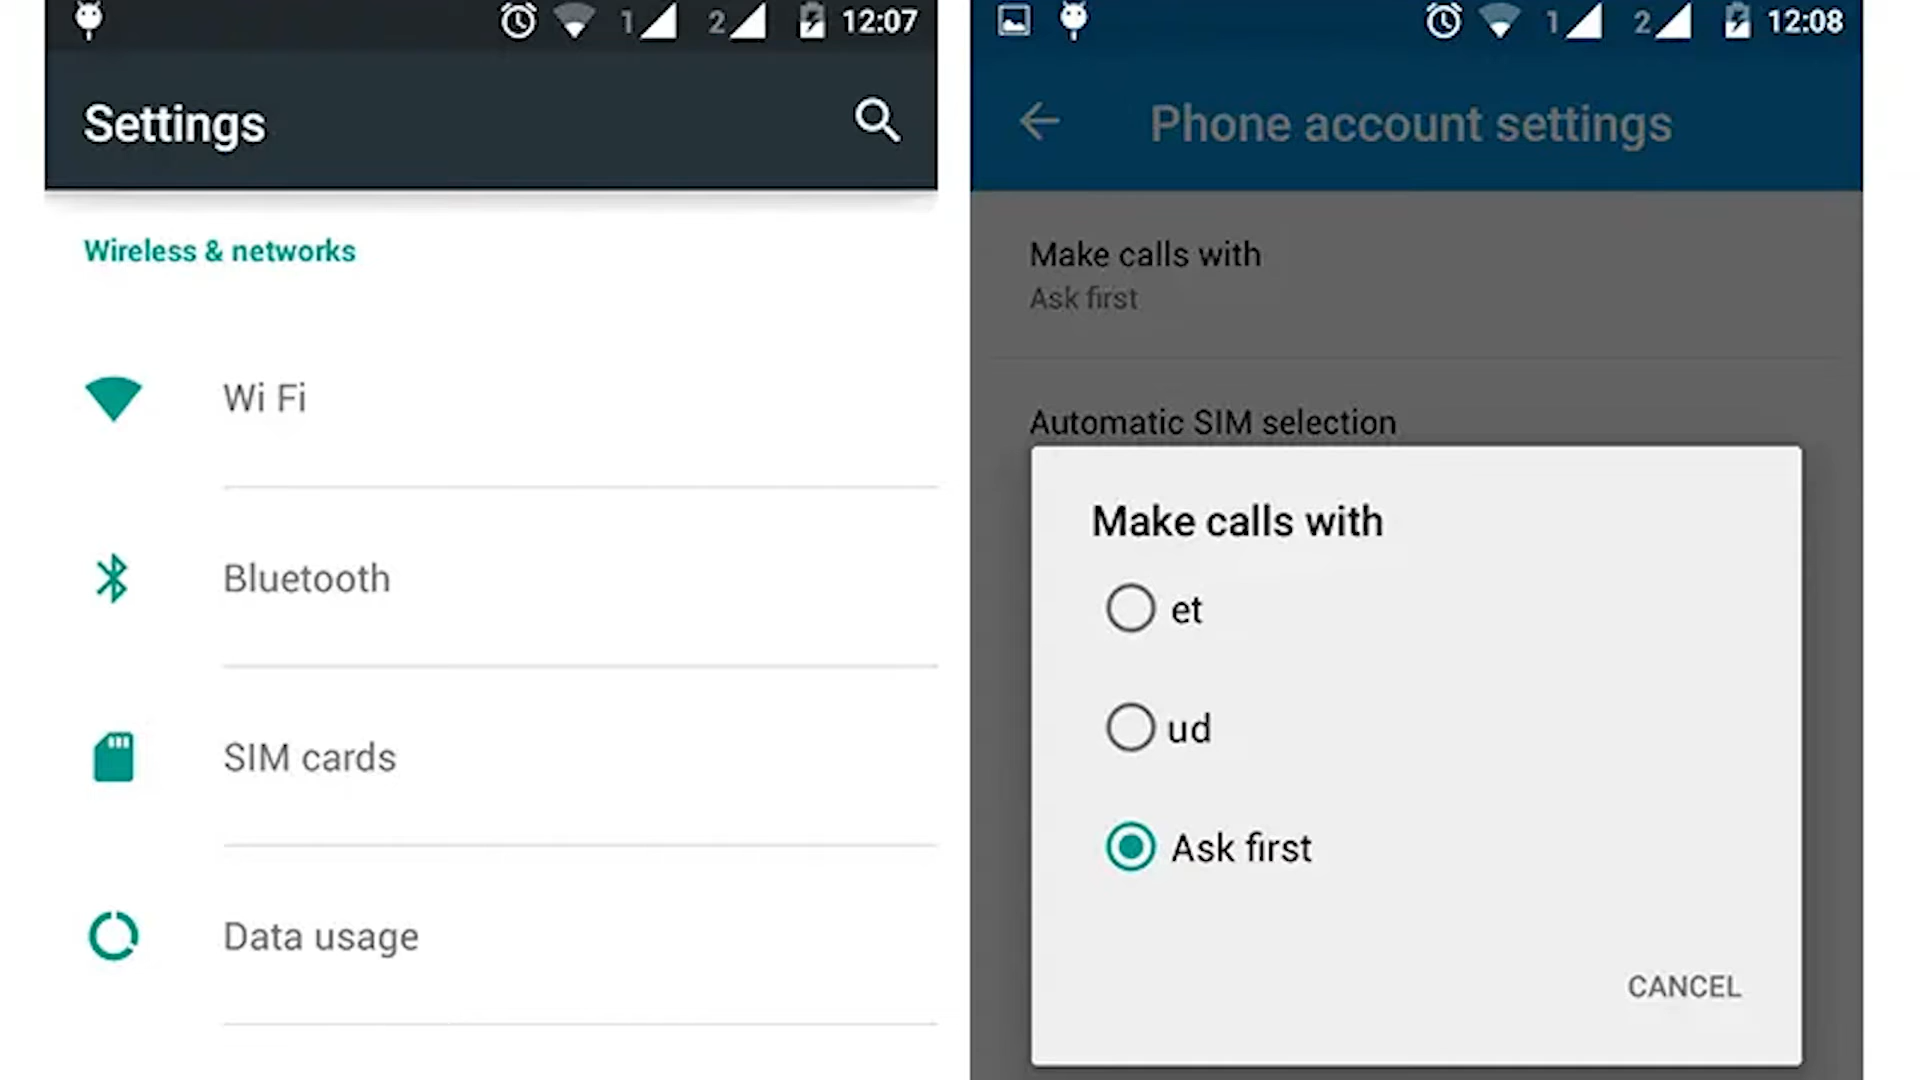 1 2 12:07
Settings
Wireless & networks
Wi Fi
Bluetooth
SIM cards
Data usage
1 2 12:08
Phone account settings
Make calls with
Ask first
Automatic SIM selection
Make calls with
et
ud
Ask first
CANCEL